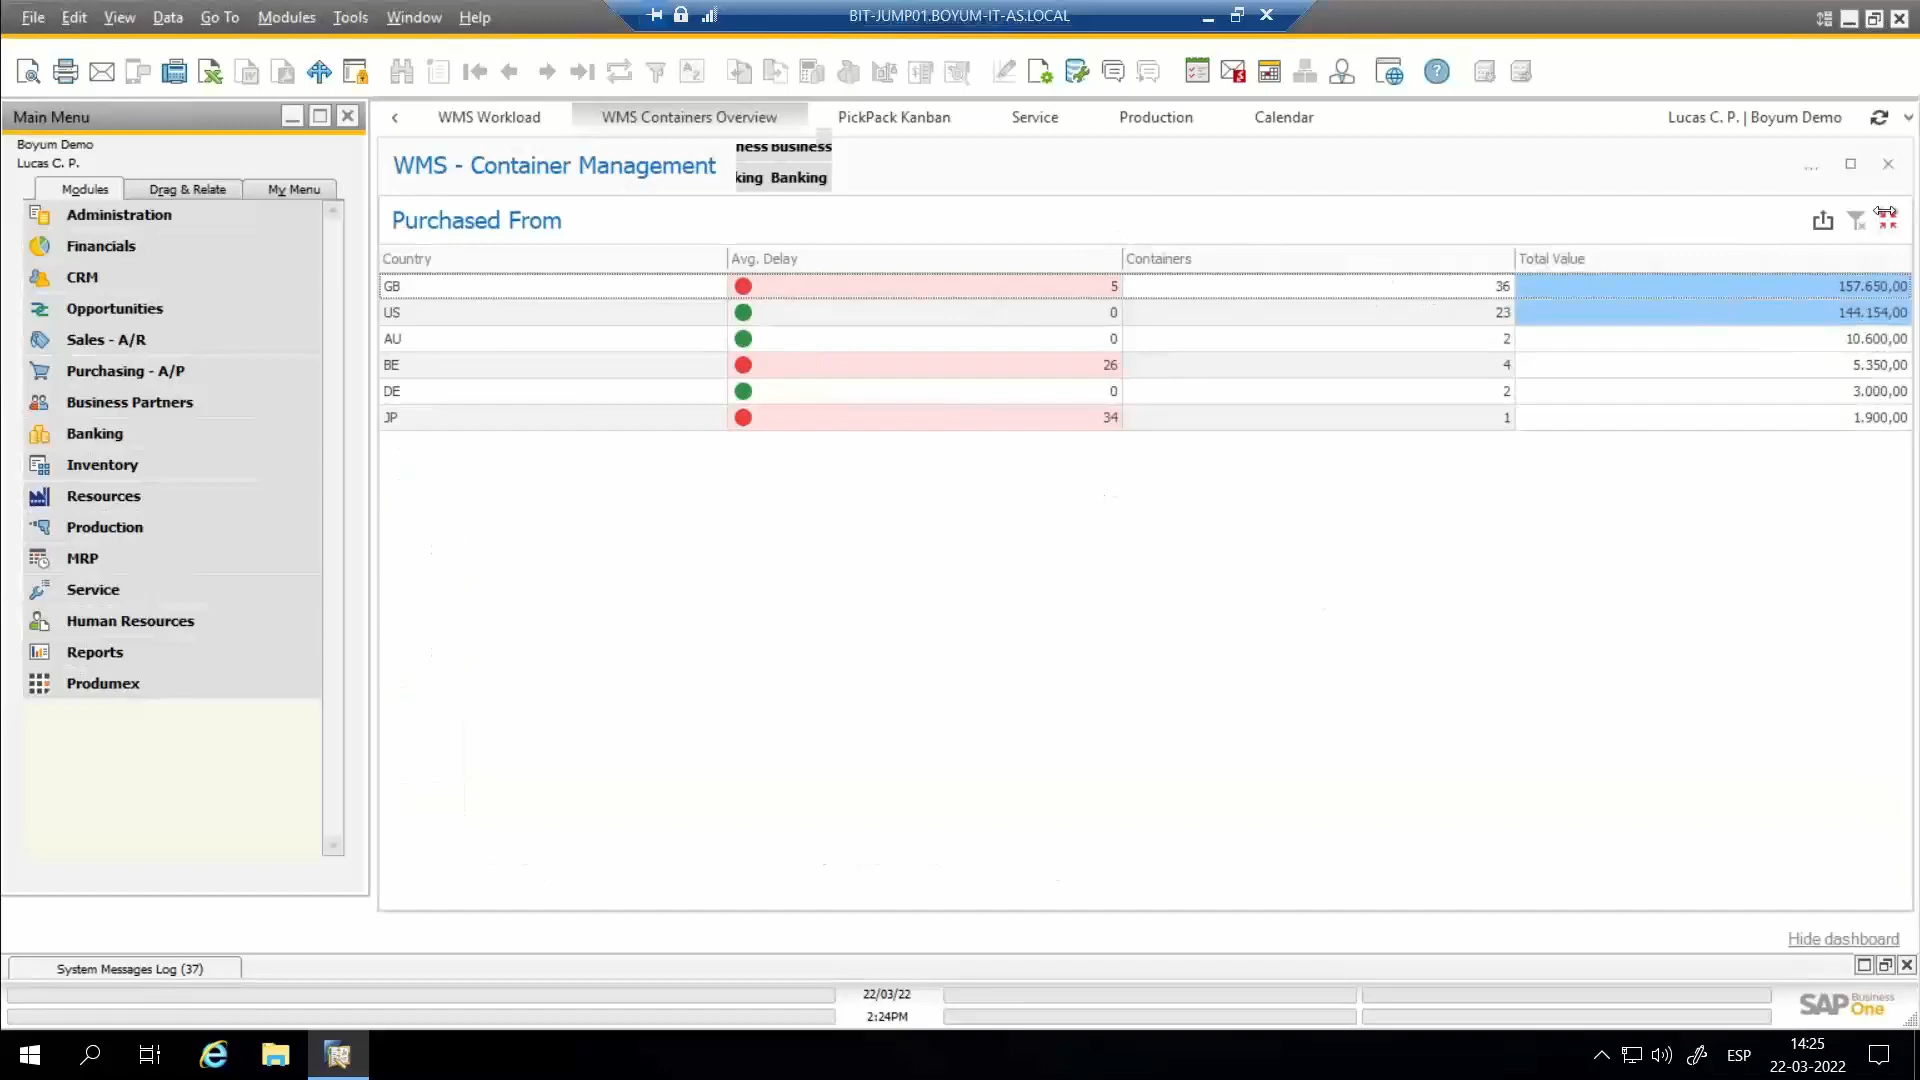 File Edit View Data Go To Modules Tools Window Help
BIT-JUMP01.BOYUM-IT-AS.LOCAL
Main Menu
Boyum Demo
Lucas C. P.
Modules Drag & Relate My Menu
Administration
Financials
CRM
Opportunities
Sales - A/R
Purchasing - A/P
Business Partners
Banking
Inventory
Resources
Production
MRP
Service
Human Resources
Reports
Produmex
WMS Workload WMS Containers Overview PickPack Kanban Service Production Calendar Lucas C. P. | Boyum Demo
WMS - Container Management
ness Business
king Banking
Purchased From
Country Avg. Delay Containers Total Value
GB 5 36 157.650,00
US 0 23 144.154,00
AU 0 2 10.600,00
BE 26 4 5.350,00
DE 0 2 3.000,00
JP 34 1 1.900,00
Hide dashboard
System Messages Log (37)
22/03/22
2:24PM
SAP Business One
ESP
14:25
22-03-2022